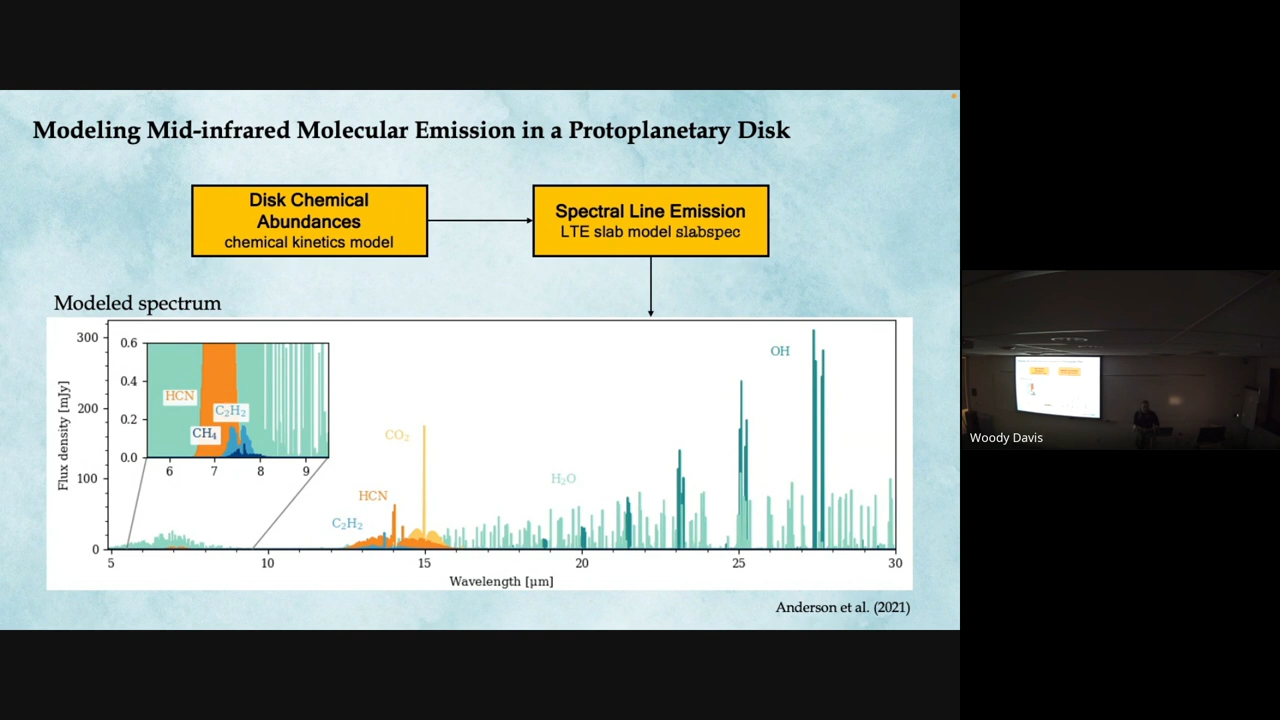 Modeling Mid-infrared Molecular Emission in a Protoplanetary Disk
Disk Chemical
Abundances
chemical kinetics model
Spectral Line Emission
LTE slab model slabspec
Modeled spectrum
Flux density [mJy]
300
200
100
0
0.6
0.4
0.2
0.0
HCN
C₂H₂
CH₄
6 7 8 9
C₂H₂
HCN
CO₂
H₂O
OH
5 10 15 20 25 30
Wavelength [μm]
Anderson et al. (2021)
Woody Davis